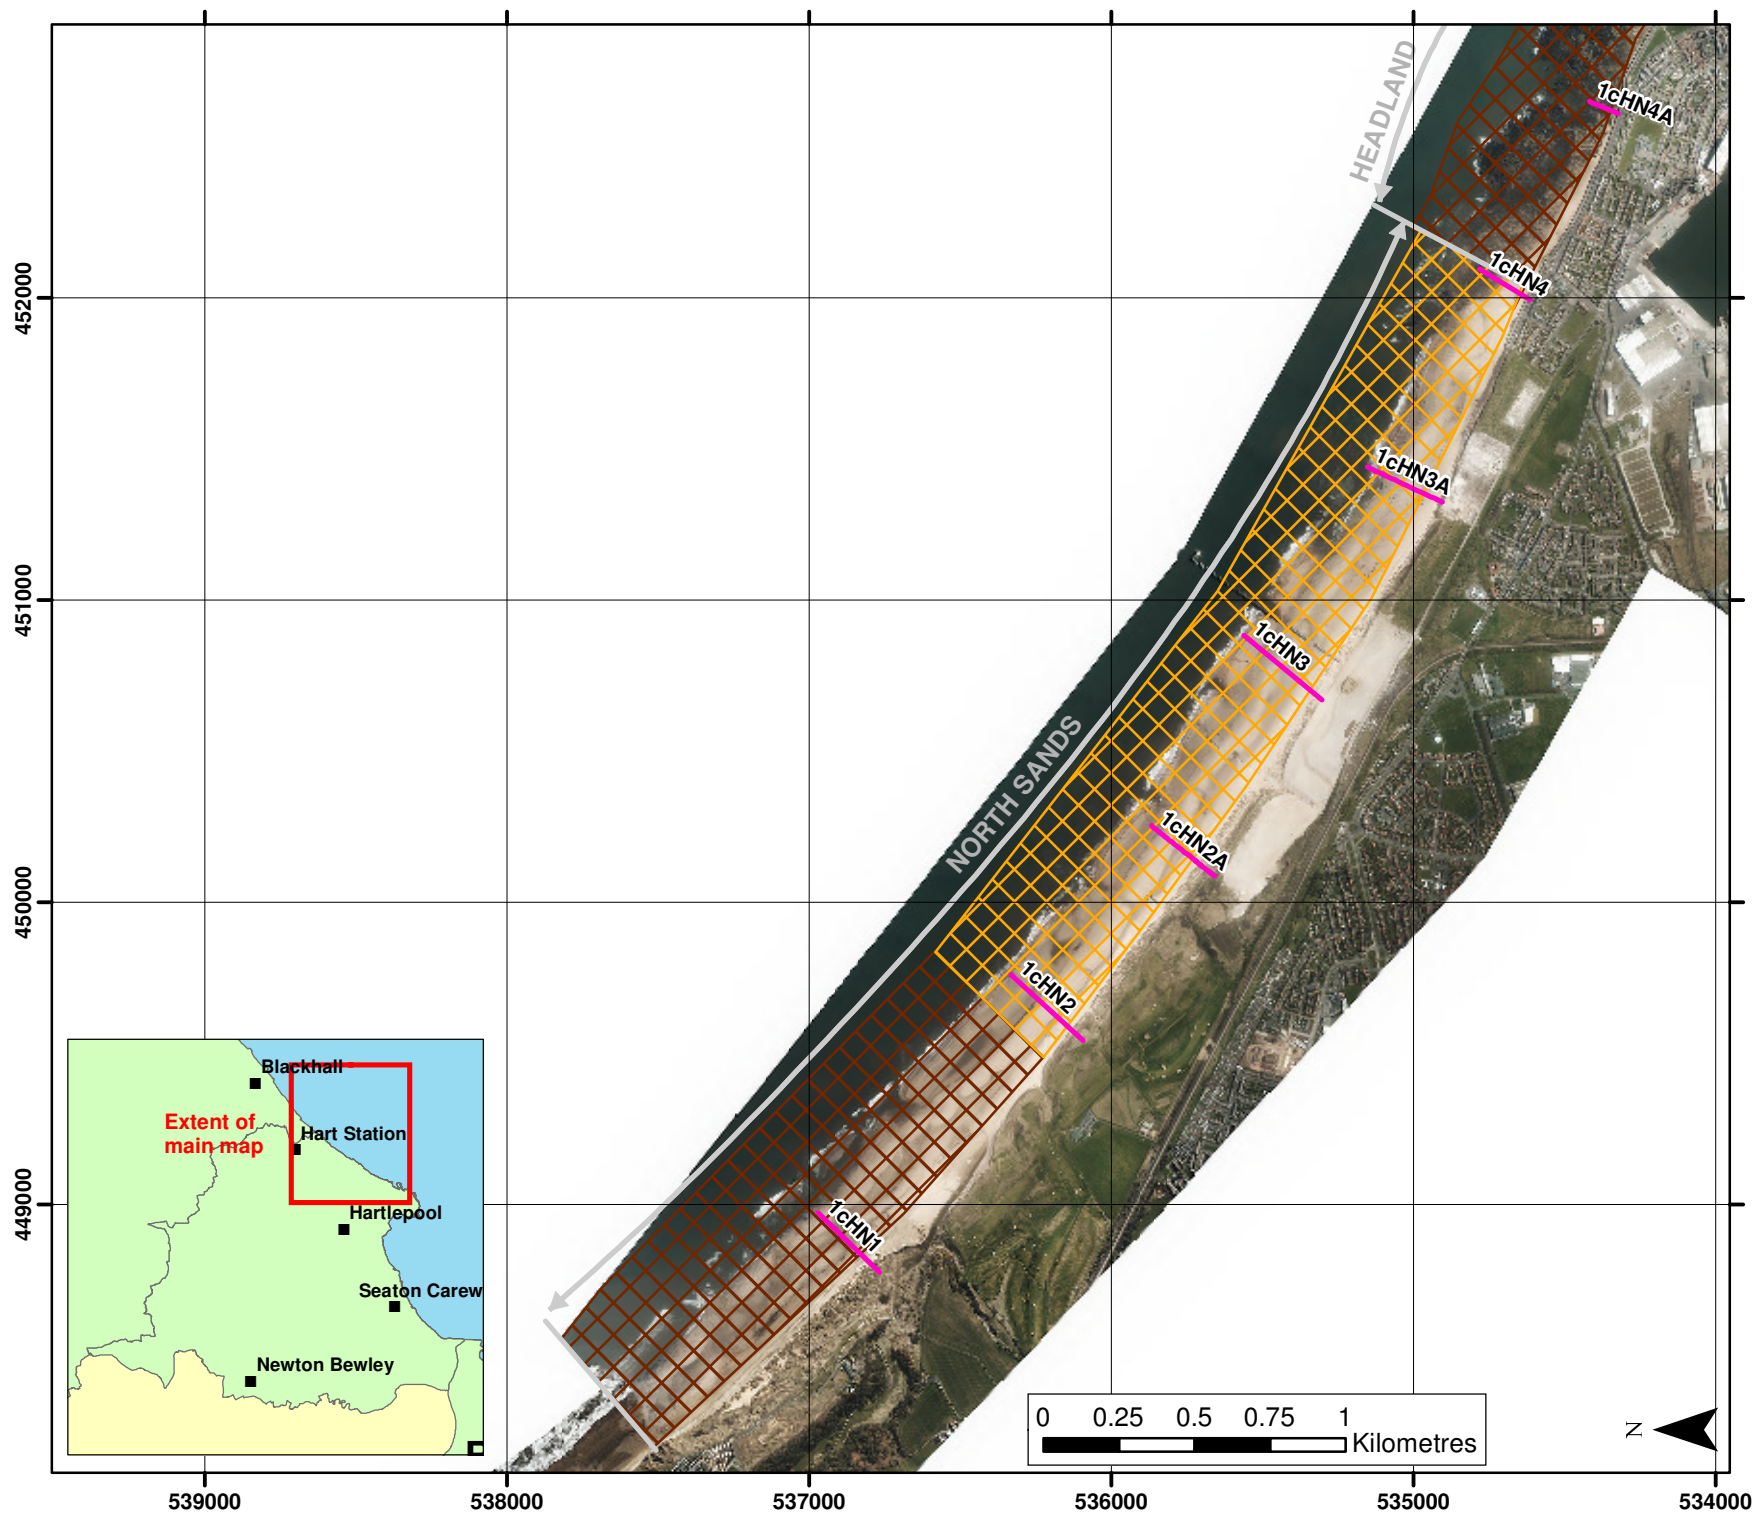 HEADLAND
1cHN4A
1cHN4
1cHN3A
1cHN3
NORTH SANDS
1cHN2A
1cHN2
1cHN1
452000
451000
450000
449000
Blackhall
Extent of
main map
Hart Station
Hartlepool
Seaton Carew
Newton Bewley
0 0.25 0.5 0.75 1
Kilometres
N
539000 538000 537000 536000 535000 534000